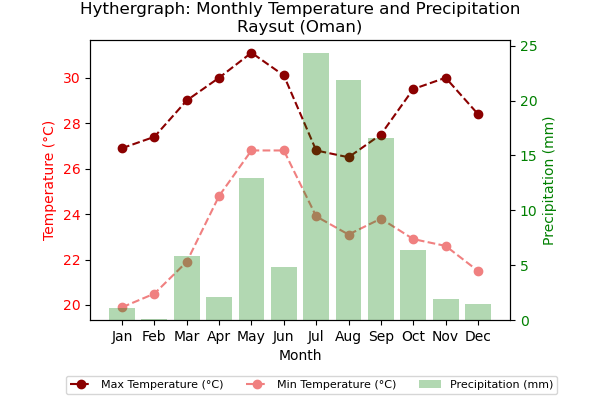 Hythergraph: Monthly Temperature and Precipitation
Raysut (Oman)
Temperature (°C)
30
28
26
24
22
20
25
20
15
10
5
0
Precipitation (mm)
Jan Feb Mar Apr May Jun Jul Aug Sep Oct Nov Dec
Month
Max Temperature (°C) Min Temperature (°C) Precipitation (mm)